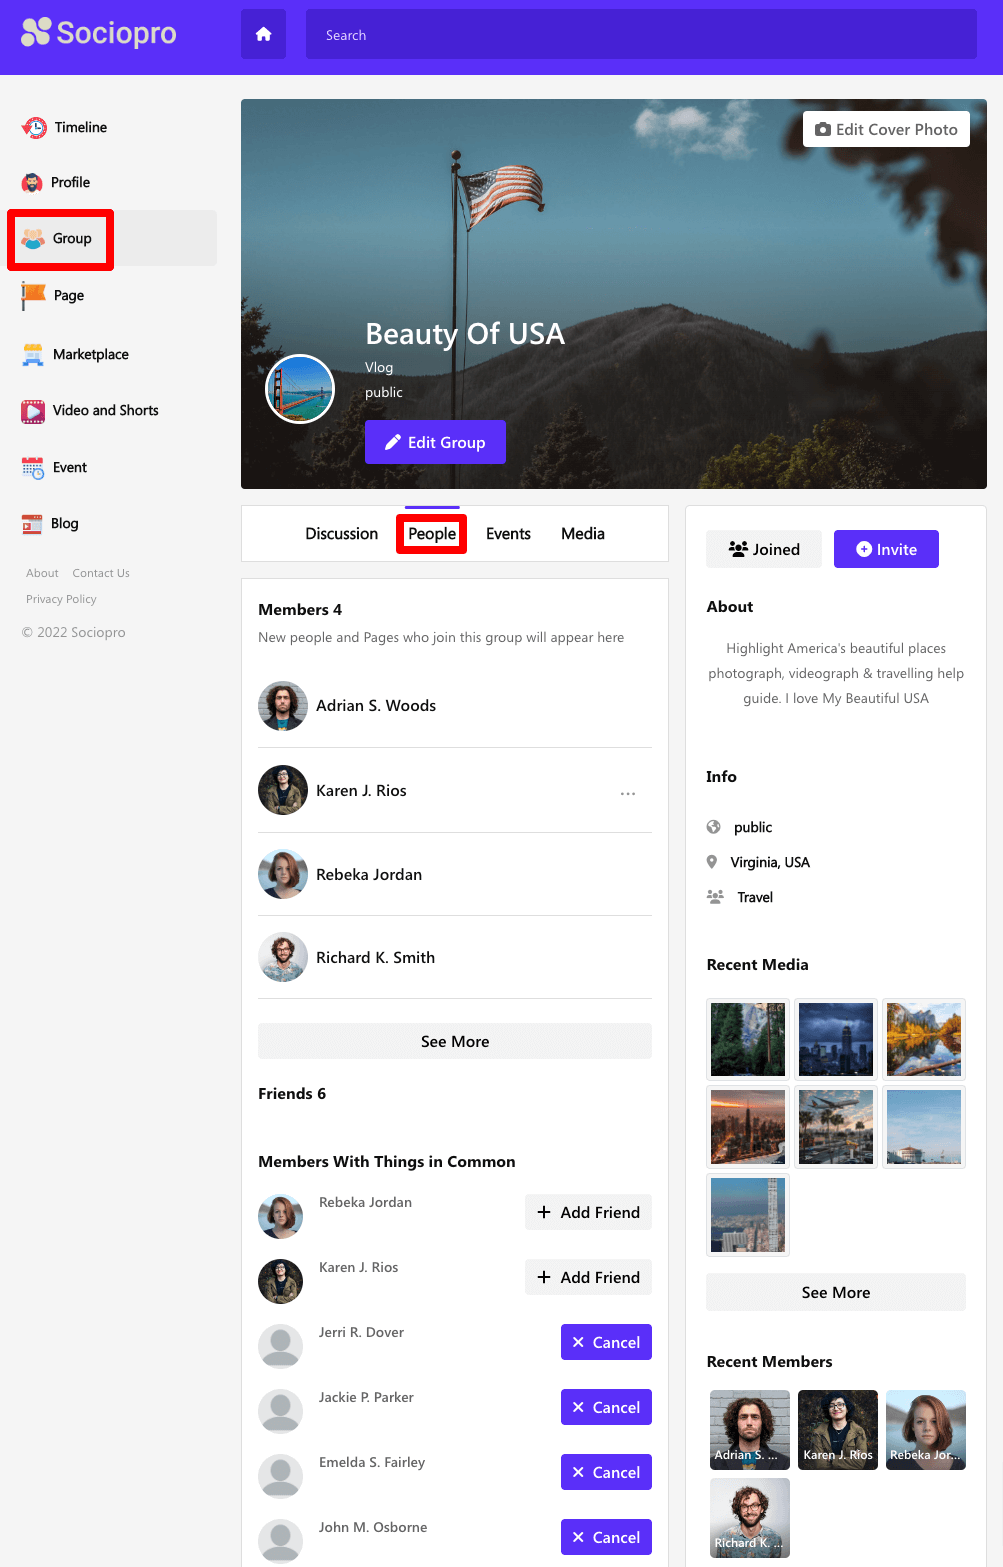 Sociopro
Search
Timeline
Profile
Group
Page
Marketplace
Video and Shorts
Event
Blog
About Contact Us
Privacy Policy
© 2022 Sociopro
Edit Cover Photo
Beauty Of USA
Vlog
public
Edit Group
Discussion People Events Media
Members 4
New people and Pages who join this group will appear here
Adrian S. Woods
Karen J. Rios
...
Rebeka Jordan
Richard K. Smith
See More
Friends 6
Members With Things in Common
Rebeka Jordan
+ Add Friend
Karen J. Rios
+ Add Friend
Jerri R. Dover
× Cancel
Jackie P. Parker
× Cancel
Emelda S. Fairley
× Cancel
John M. Osborne
× Cancel
Joined
Invite
About
Highlight America's beautiful places
photograph, videograph & travelling help
guide. I love My Beautiful USA
Info
public
Virginia, USA
Travel
Recent Media
See More
Recent Members
Adrian S. ...
Karen J. Rios
Rebeka Jor...
Richard K. ...